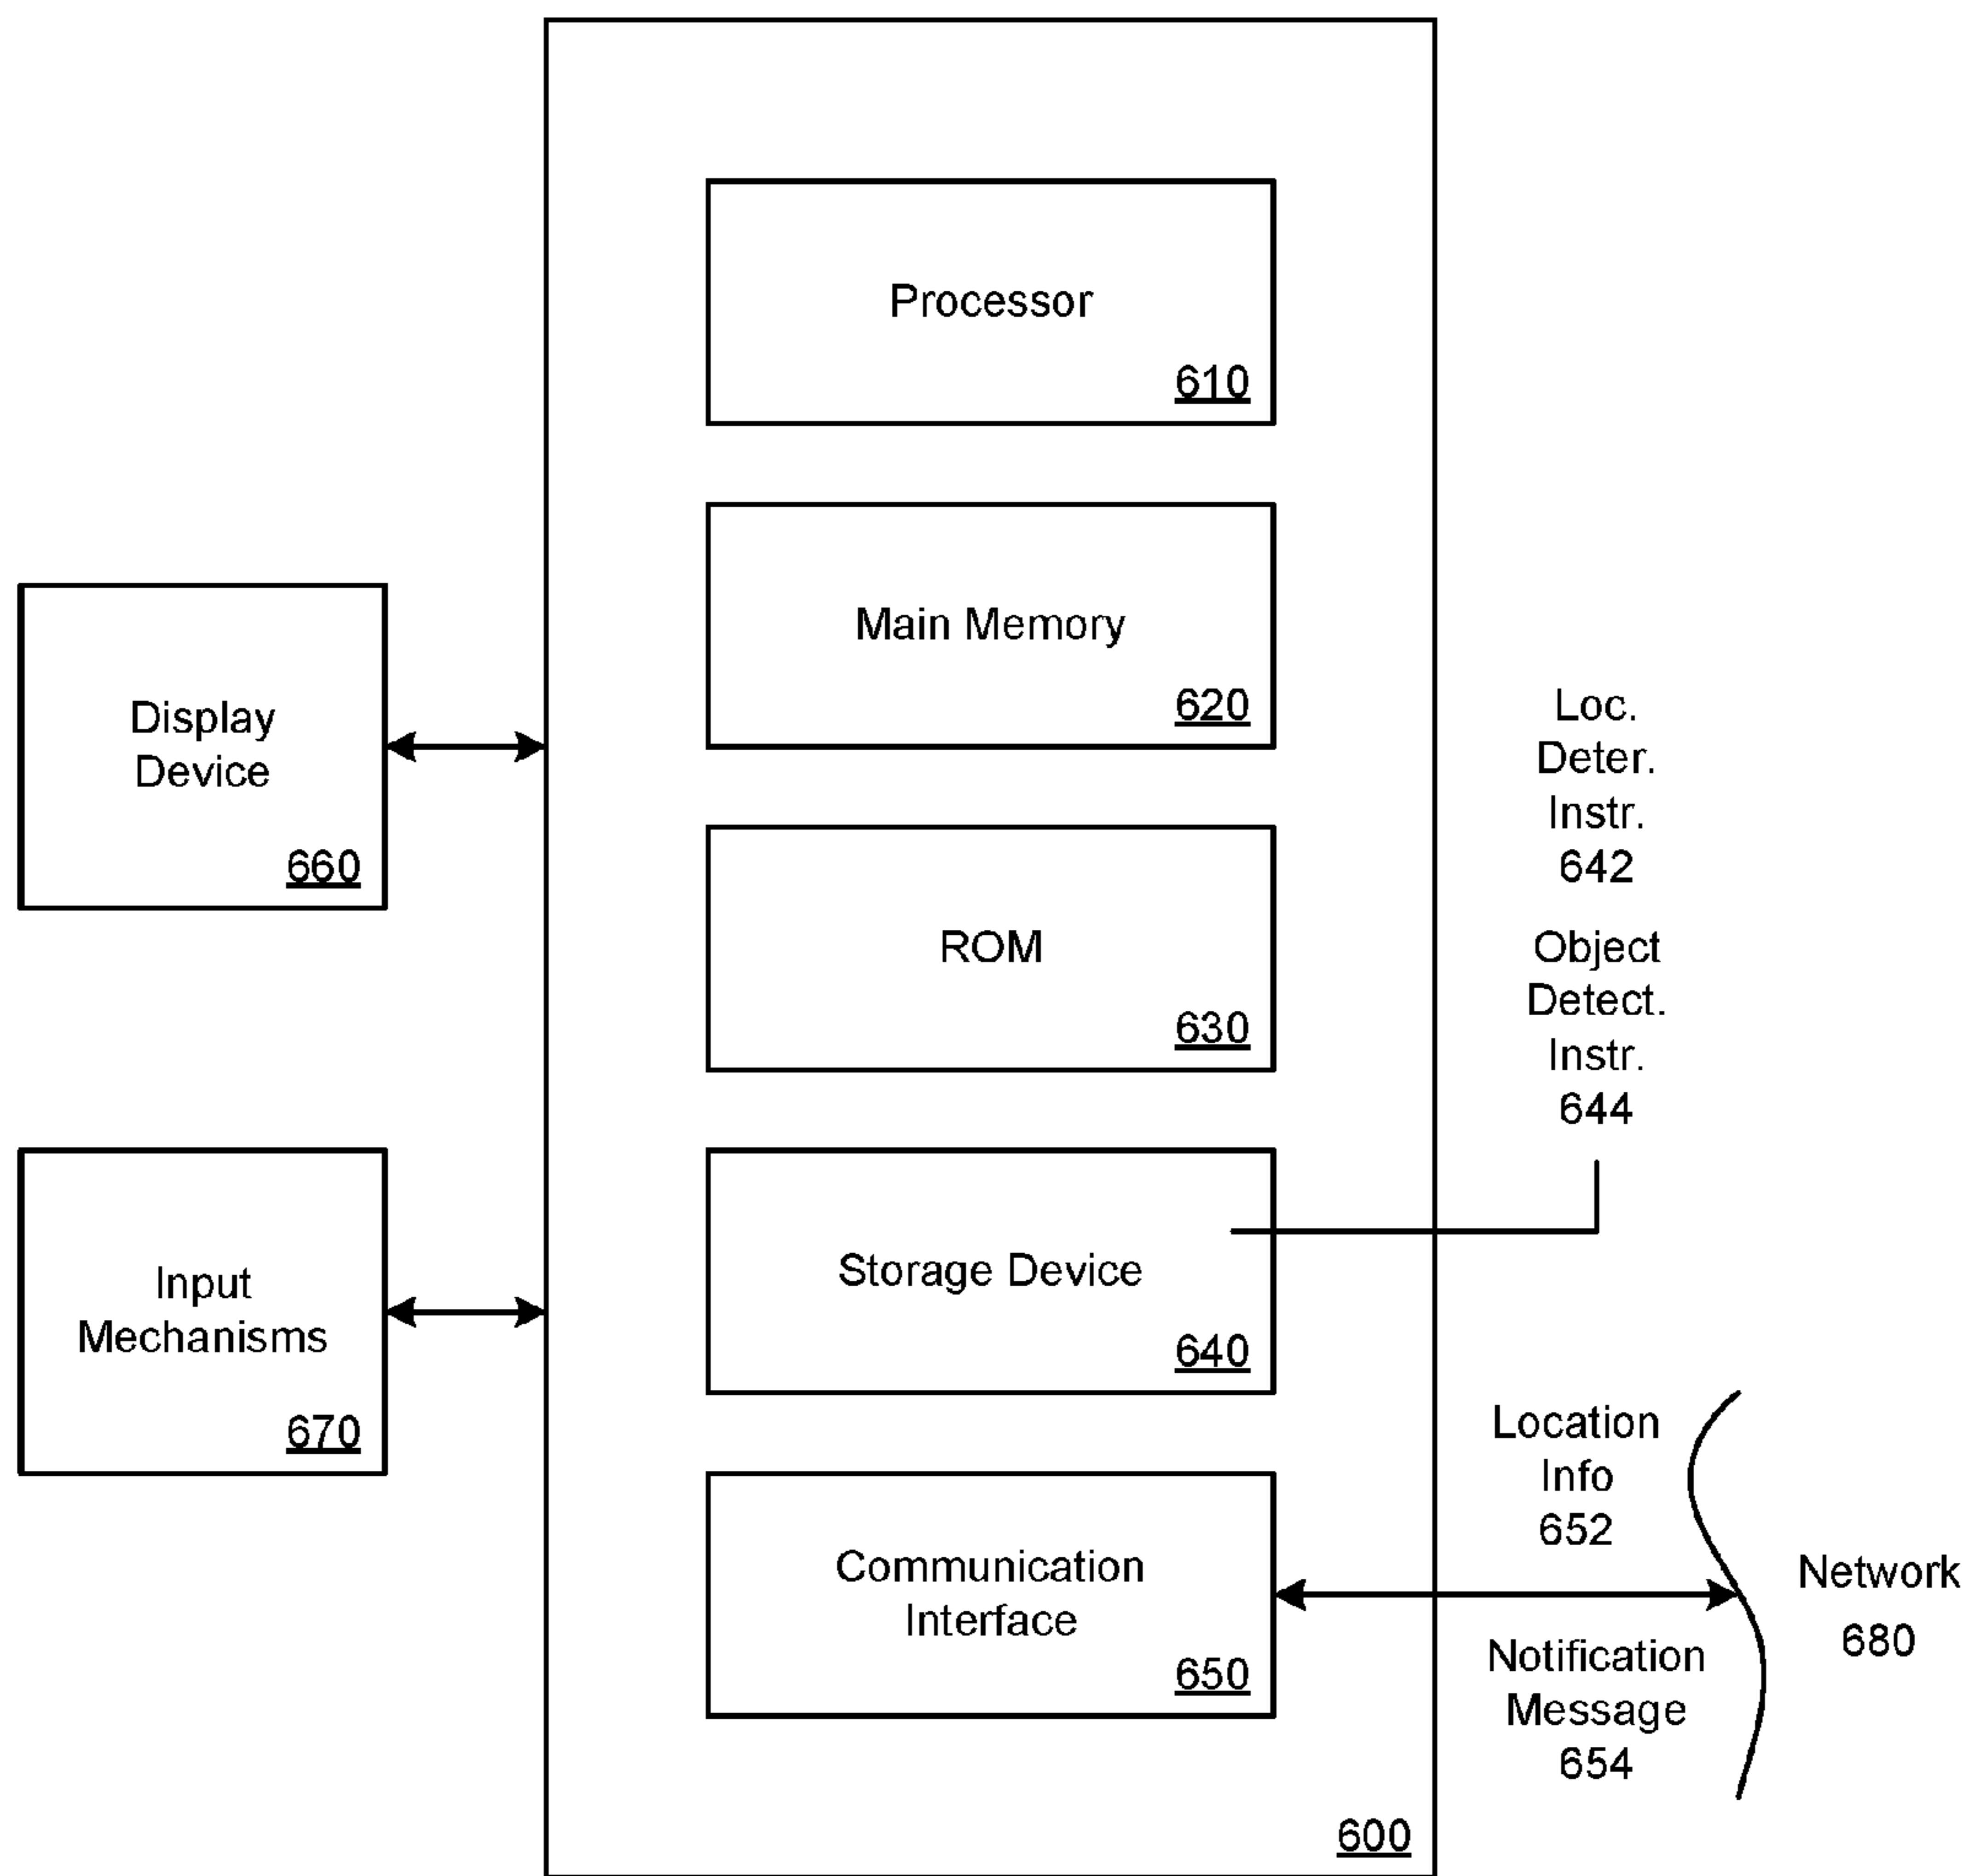 Processor
610
Main Memory
620
ROM
630
Storage Device
640
Communication
Interface
650
600
Display
Device
660
Input
Mechanisms
670
Loc.
Deter.
Instr.
642
Object
Detect.
Instr.
644
Location
Info
652
Notification
Message
654
Network
680